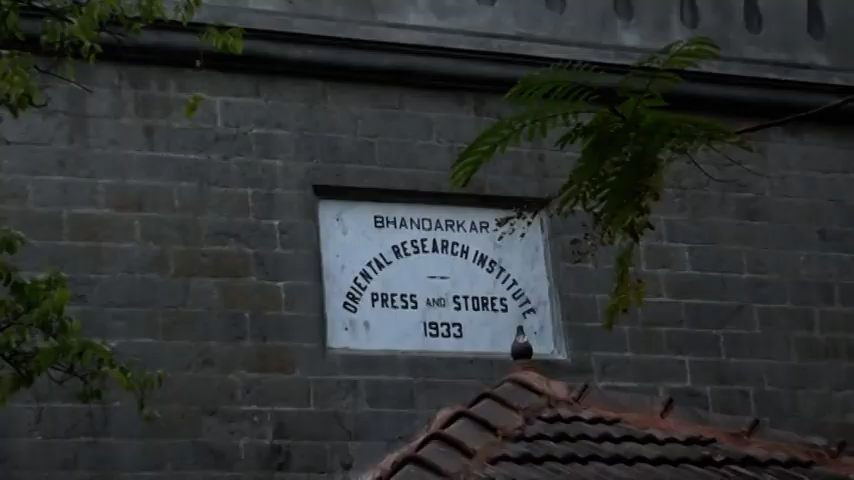 BHANDARKAR
ORIENTAL RESEARCH INSTITUTE
PRESS AND STORES
1933